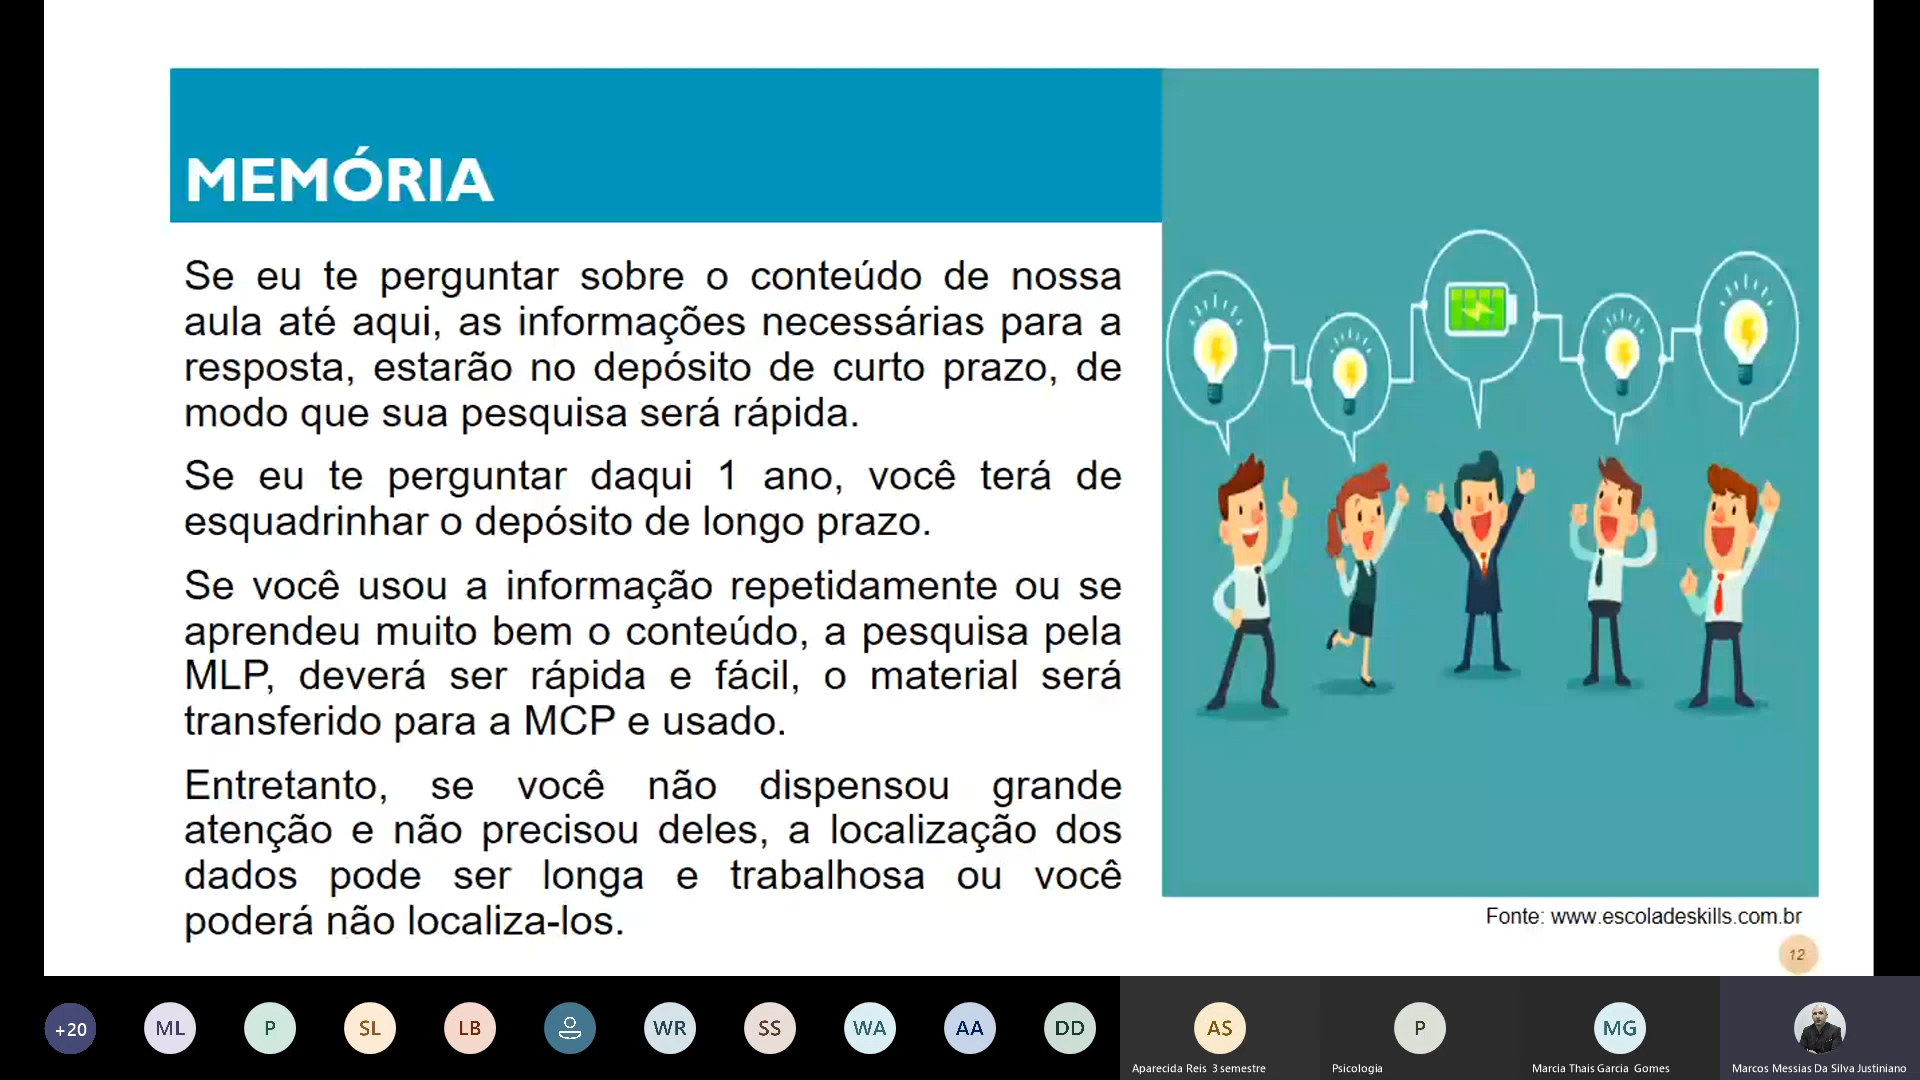 MEMÓRIA
Se eu te perguntar sobre o conteúdo de nossa
aula até aqui, as informações necessárias para a
resposta, estarão no depósito de curto prazo, de
modo que sua pesquisa será rápida.
Se eu te perguntar daqui 1 ano, você terá de
esquadrinhar o depósito de longo prazo.
Se você usou a informação repetidamente ou se
aprendeu muito bem o conteúdo, a pesquisa pela
MLP, deverá ser rápida e fácil, o material será
transferido para a MCP e usado.
Entretanto, se você não dispensou grande
atenção e não precisou deles, a localização dos
dados pode ser longa e trabalhosa ou você
poderá não localiza-los.
Fonte: www.escoladeskills.com.br
12
+20 ML P SL LB WR SS WA AA DD AS P MG
Aparecida Reis 3 semestre Psicologia Marcia Thais Garcia Gomes Marcos Messias Da Silva Justiniano